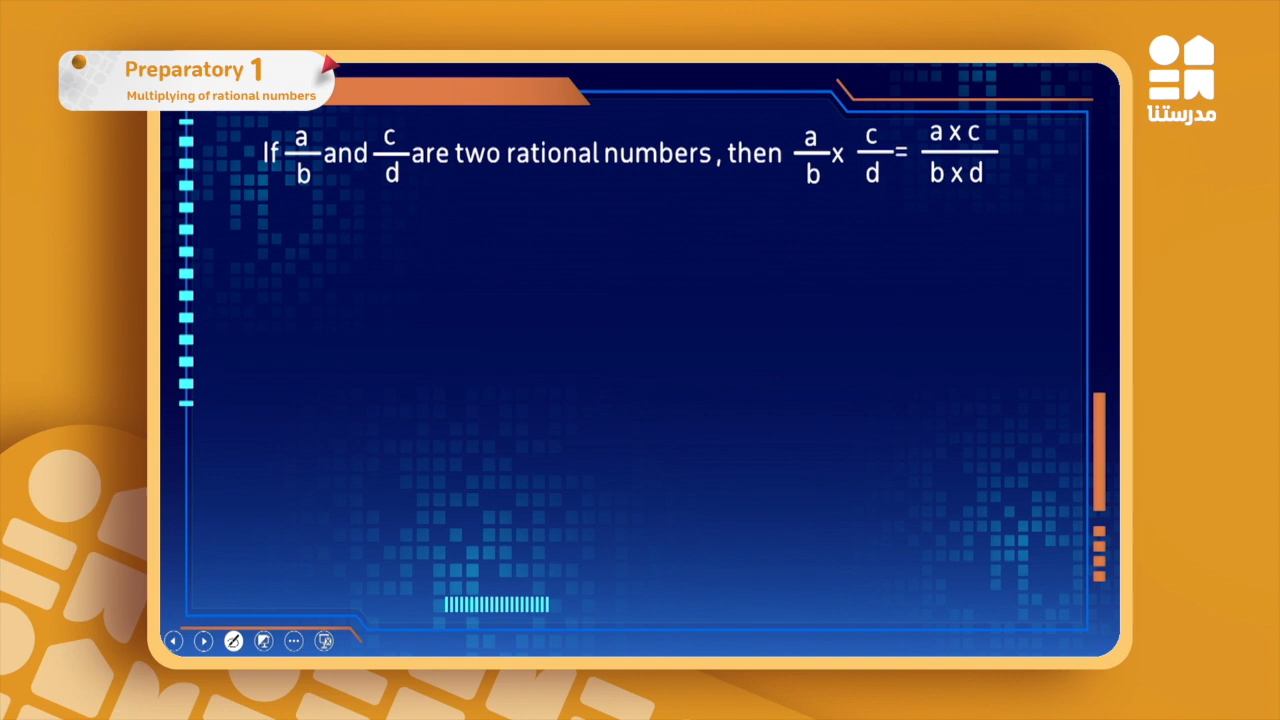 Preparatory 1
Multiplying of rational numbers
مدرستنا
If a/b and c/d are two rational numbers , then a/b x c/d = a x c / b x d